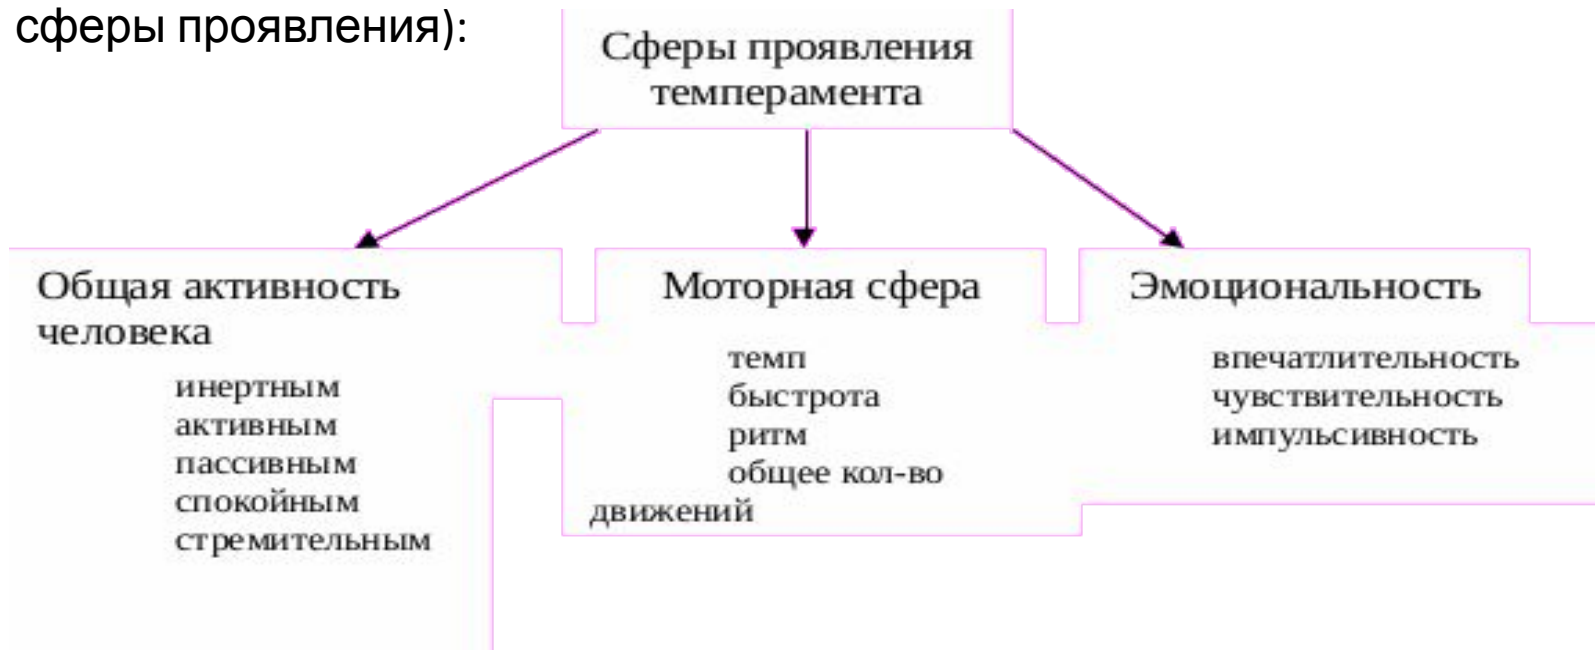 сферы проявления):
Сферы проявления
темперамента
Общая активность
человека
инертным
активным
пассивным
спокойным
стремительным
Моторная сфера
темп
быстрота
ритм
общее кол-во
движений
Эмоциональность
впечатлительность
чувствительность
импульсивность